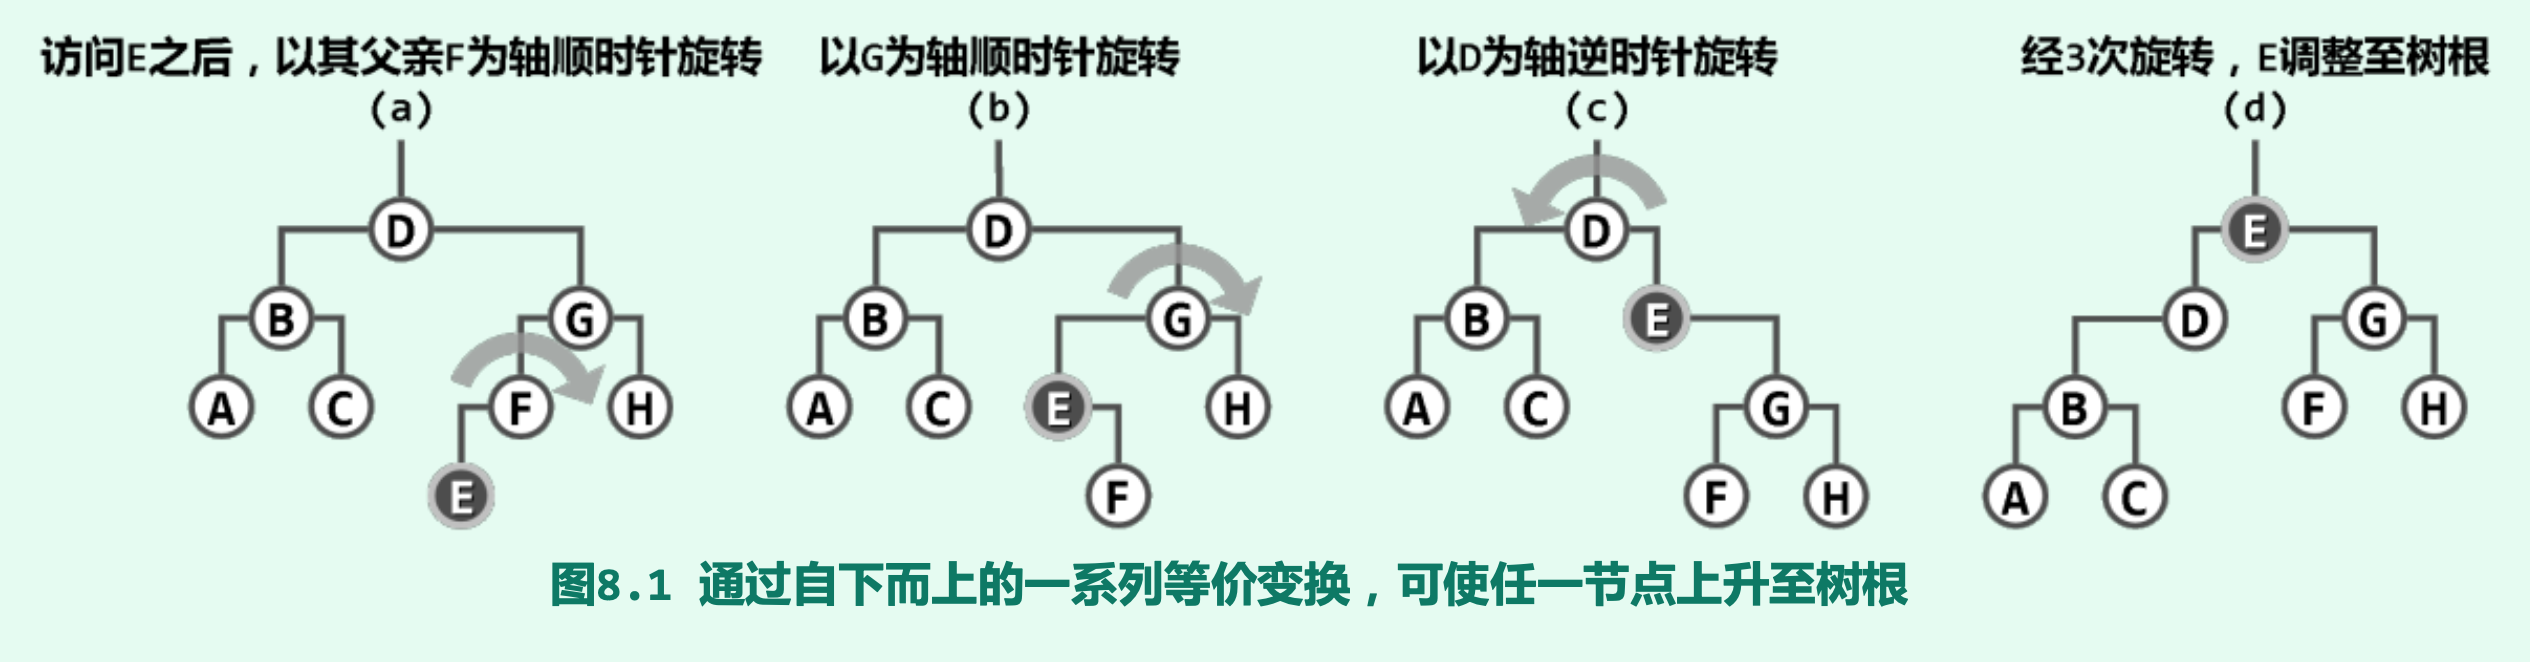 访问E之后，以其父亲F为轴顺时针旋转
(a)
D
B
G
A
C
F
H
E
以G为轴顺时针旋转
(b)
D
B
G
A
C
E
H
F
以D为轴逆时针旋转
(c)
D
B
E
A
C
G
F
H
经3次旋转，E调整至树根
(d)
E
D
G
B
F
H
A
C
图8.1 通过自下而上的一系列等价变换，可使任一节点上升至树根